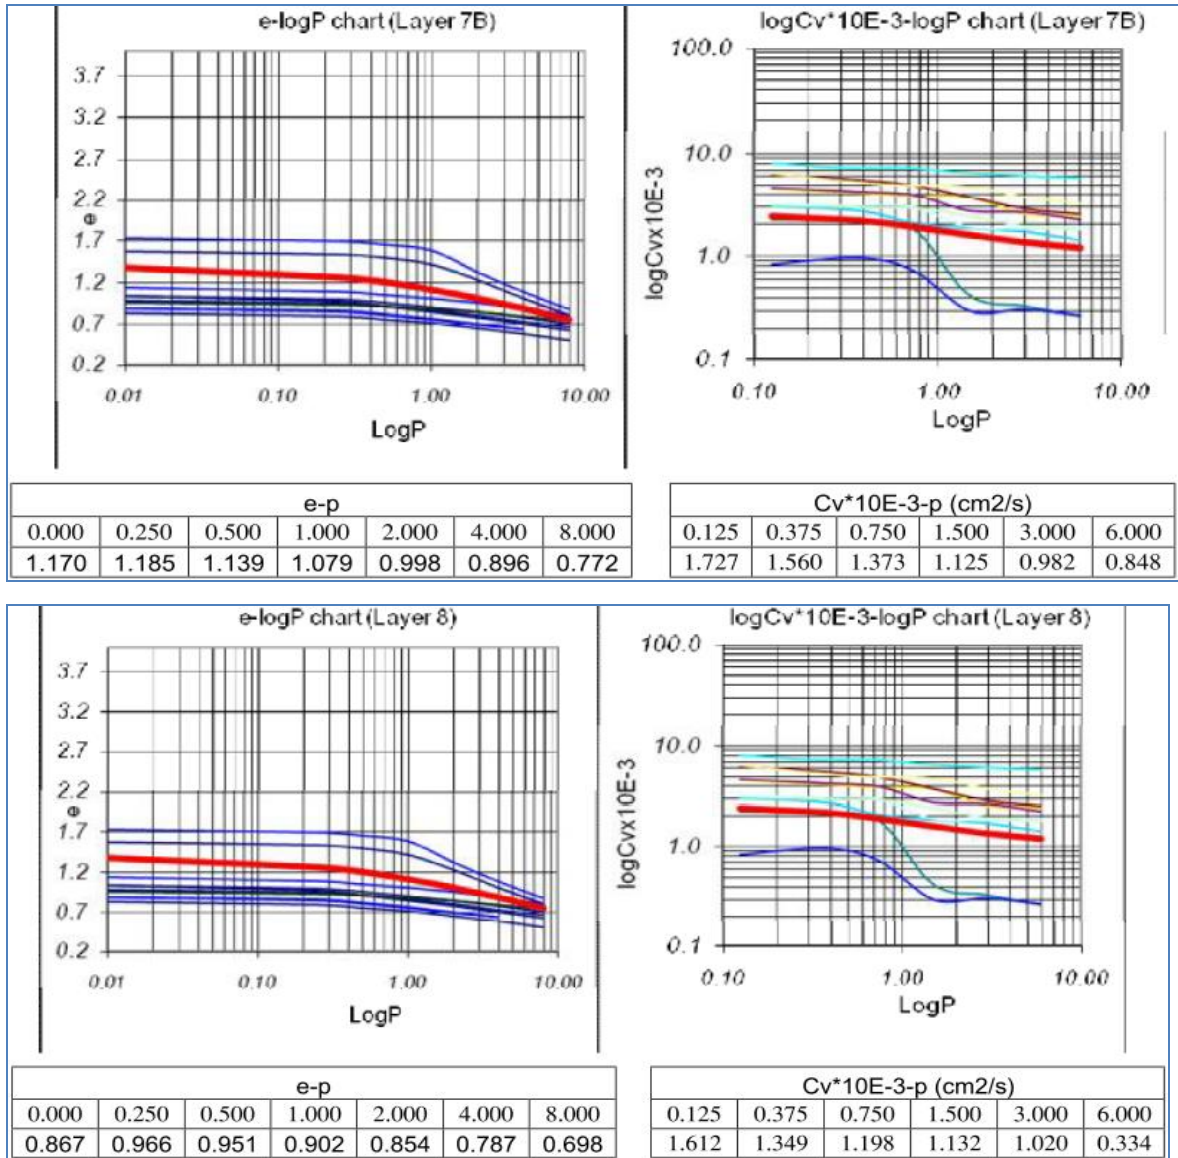 e-logP chart (Layer 7B)
3.7
3.2
2.7
2.2
e
1.7
1.2
0.7
0.2
0.01 0.10 1.00 10.00
LogP
logCv*10E-3-logP chart (Layer 7B)
100.0
10.0
logCvx10E-3
1.0
0.1
0.10 1.00 10.00
LogP
e-p
0.000 0.250 0.500 1.000 2.000 4.000 8.000
1.170 1.185 1.139 1.079 0.998 0.896 0.772
Cv*10E-3-p (cm2/s)
0.125 0.375 0.750 1.500 3.000 6.000
1.727 1.560 1.373 1.125 0.982 0.848
e-logP chart (Layer 8)
3.7
3.2
2.7
2.2
e
1.7
1.2
0.7
0.2
0.01 0.10 1.00 10.00
LogP
logCv*10E-3-logP chart (Layer 8)
100.0
10.0
logCvx10E-3
1.0
0.1
0.10 1.00 10.00
LogP
e-p
0.000 0.250 0.500 1.000 2.000 4.000 8.000
0.867 0.966 0.951 0.902 0.854 0.787 0.698
Cv*10E-3-p (cm2/s)
0.125 0.375 0.750 1.500 3.000 6.000
1.612 1.349 1.198 1.132 1.020 0.334